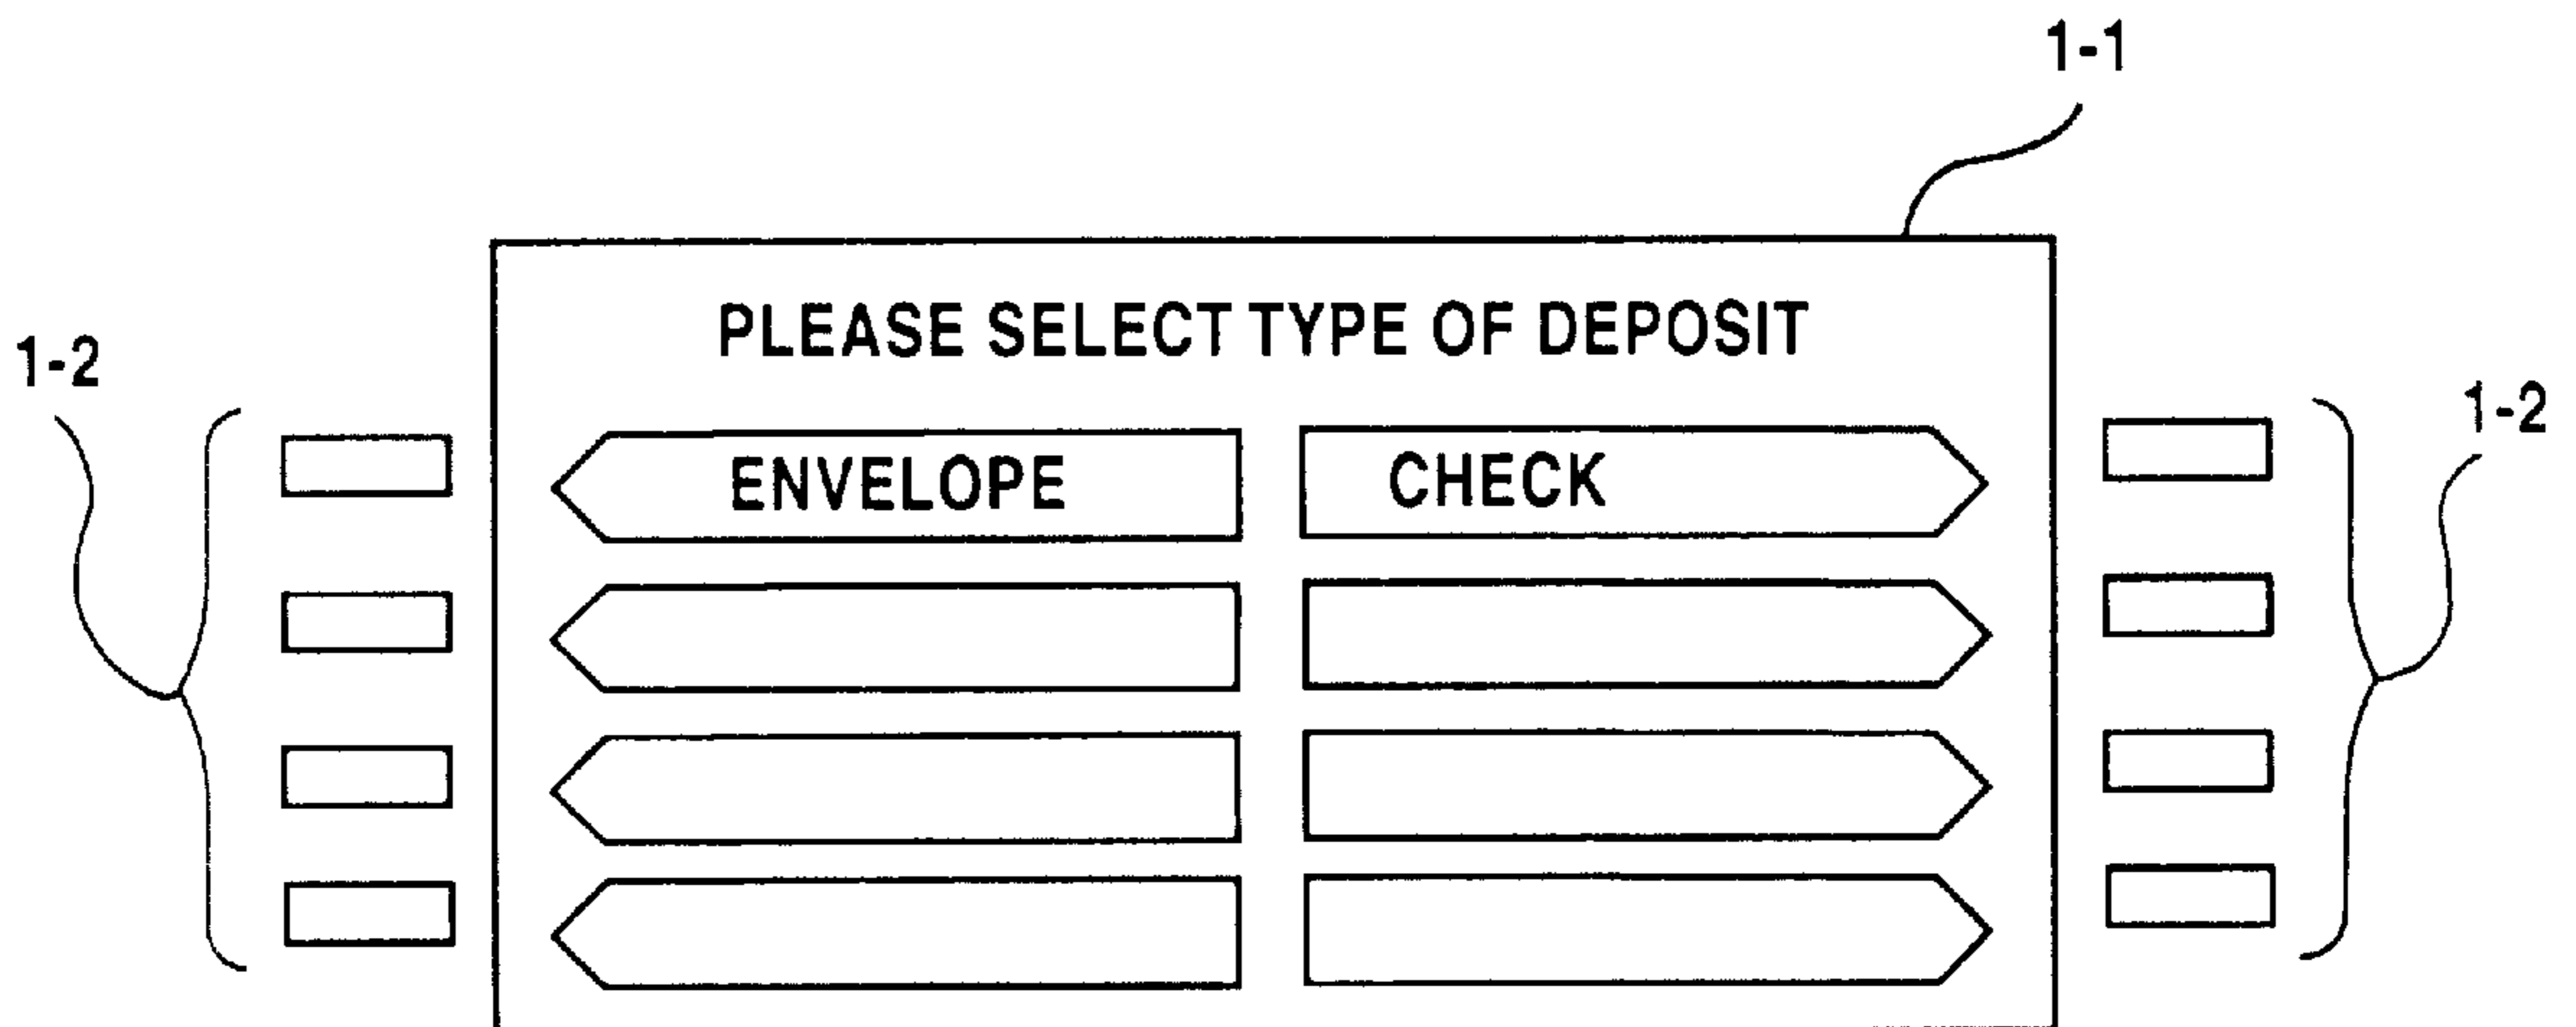 1-1
PLEASE SELECT TYPE OF DEPOSIT
1-2
1-2
ENVELOPE
CHECK